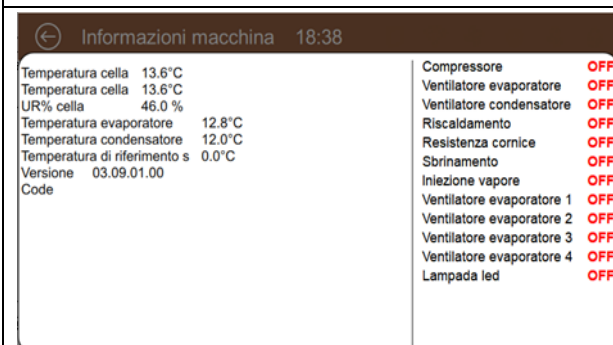 Informazioni macchina 18:38
Temperatura cella 13.6°C
Temperatura cella 13.6°C
UR% cella 46.0 %
Temperatura evaporatore 12.8°C
Temperatura condensatore 12.0°C
Temperatura di riferimento s 0.0°C
Versione 03.09.01.00
Code
Compressore OFF
Ventilatore evaporatore OFF
Ventilatore condensatore OFF
Riscaldamento OFF
Resistenza cornice OFF
Sbrinamento OFF
Iniezione vapore OFF
Ventilatore evaporatore 1 OFF
Ventilatore evaporatore 2 OFF
Ventilatore evaporatore 3 OFF
Ventilatore evaporatore 4 OFF
Lampada led OFF